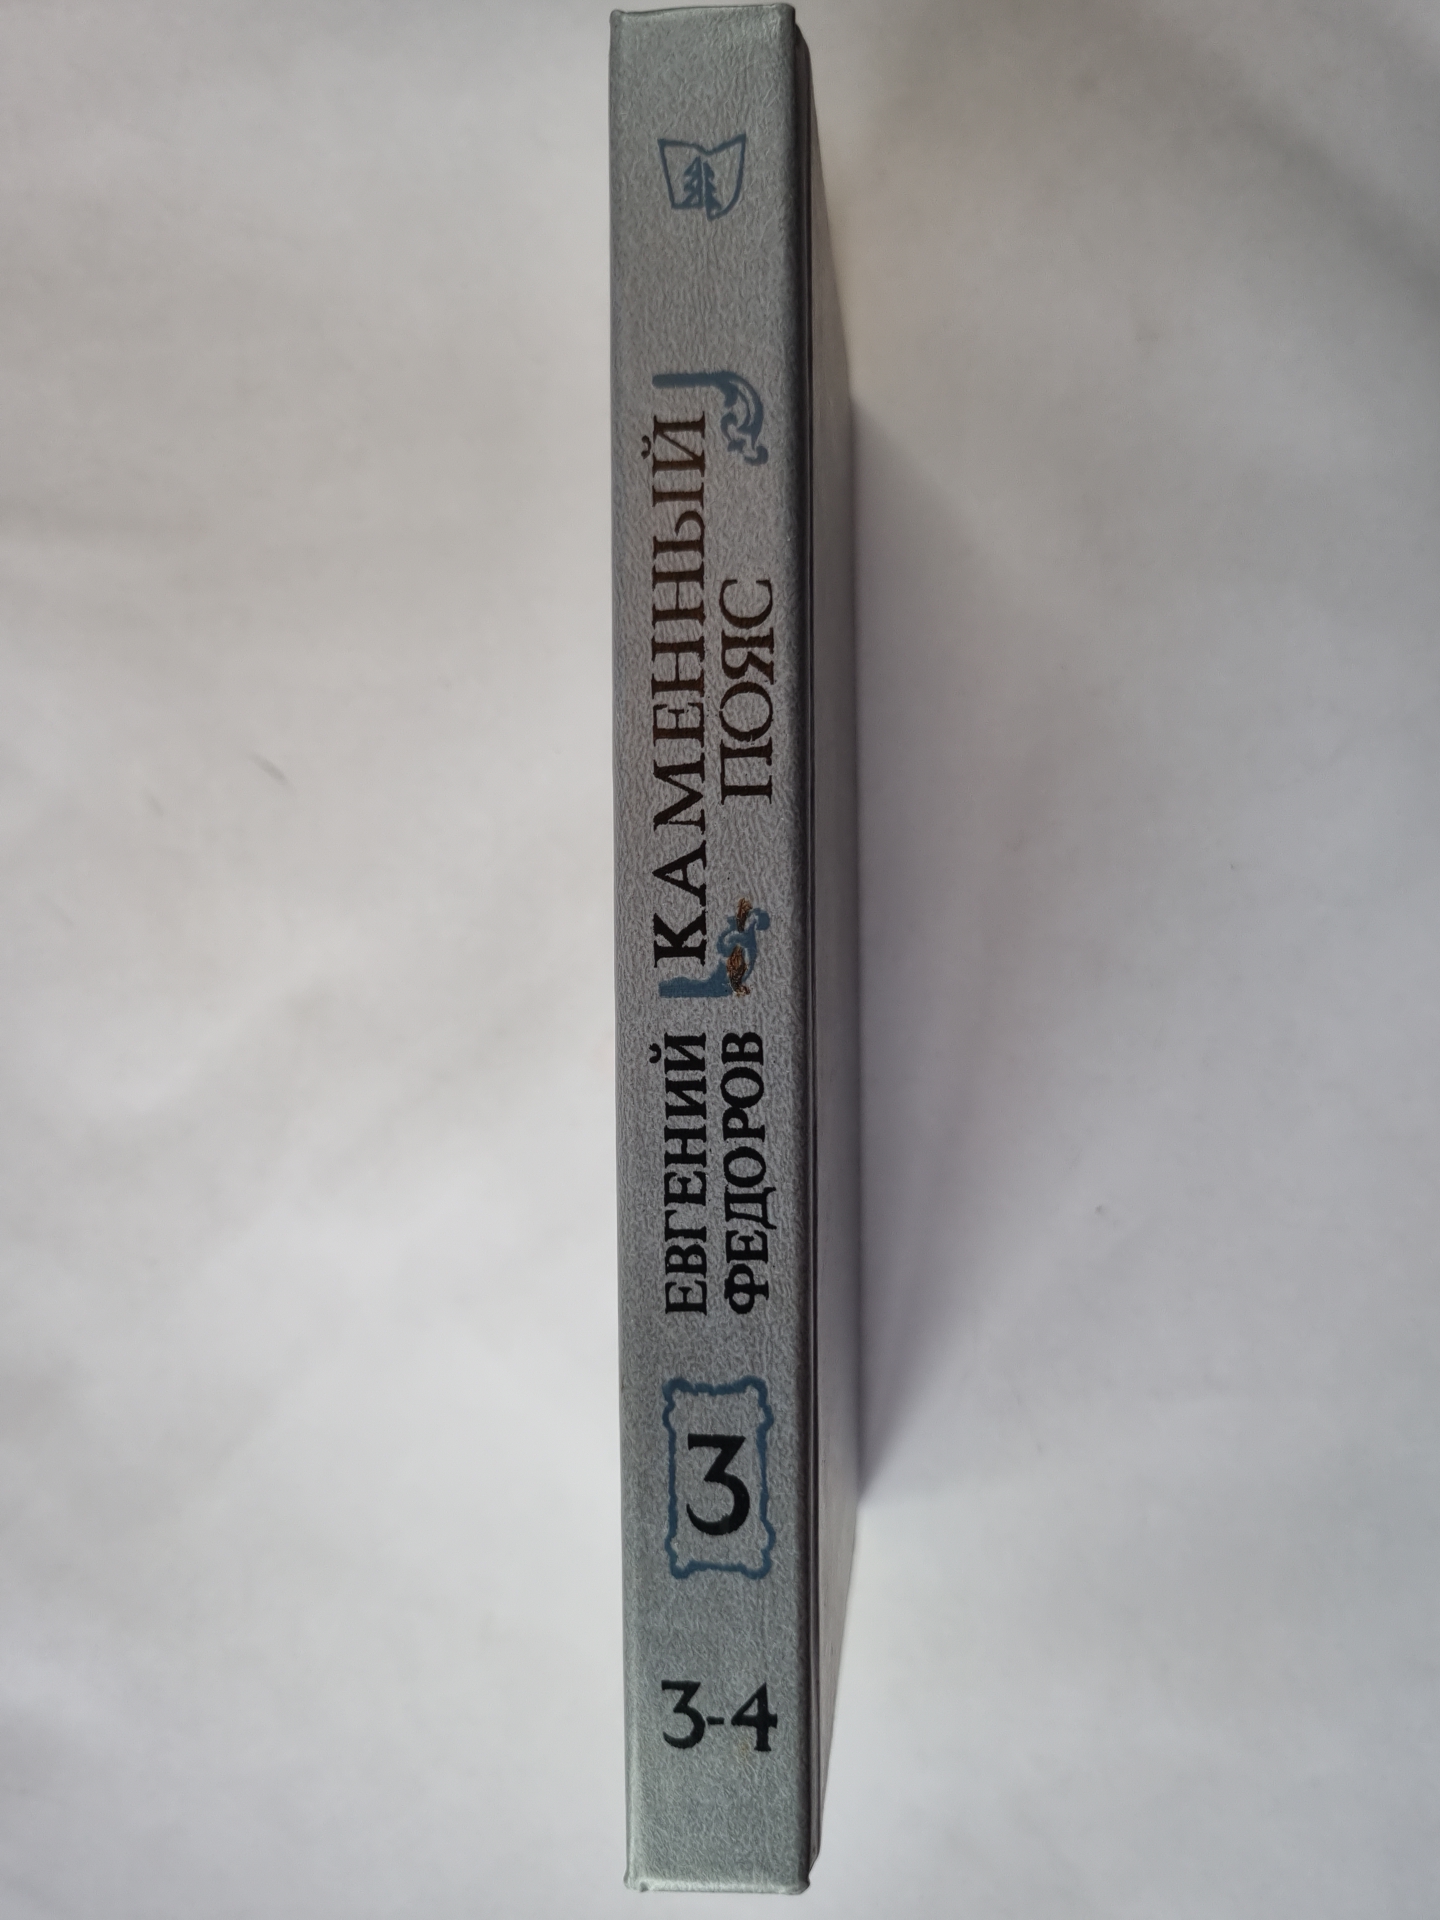 3-4
3
ЕВГЕНИЙ
ФЕДОРОВ
КАМЕННЫЙ
ПОЯС